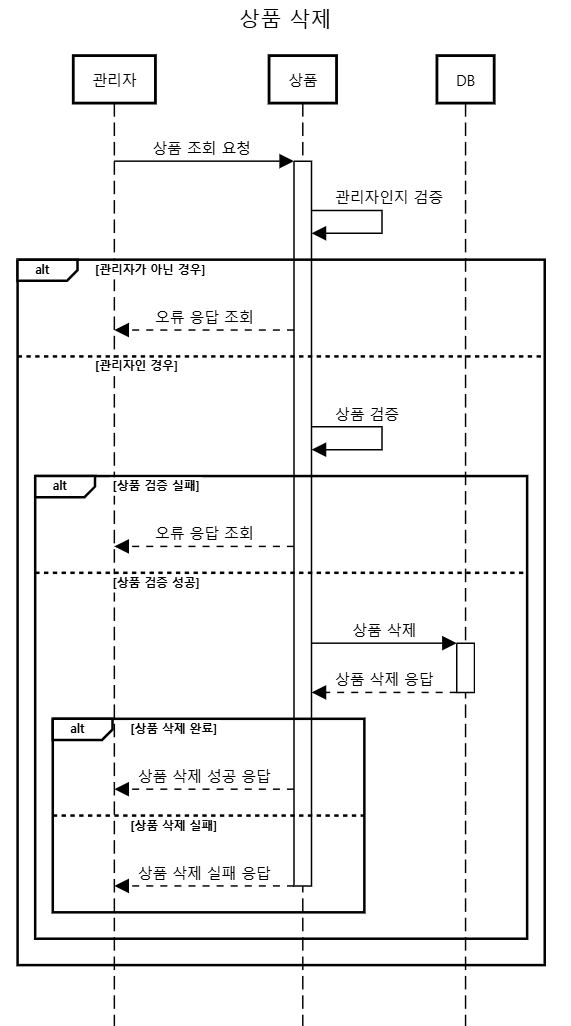 상품 삭제
관리자
상품
DB
상품 조회 요청
관리자인지 검증
alt
[관리자가 아닌 경우]
오류 응답 조회
[관리자인 경우]
상품 검증
alt
[상품 검증 실패]
오류 응답 조회
[상품 검증 성공]
상품 삭제
상품 삭제 응답
alt
[상품 삭제 완료]
상품 삭제 성공 응답
[상품 삭제 실패]
상품 삭제 실패 응답